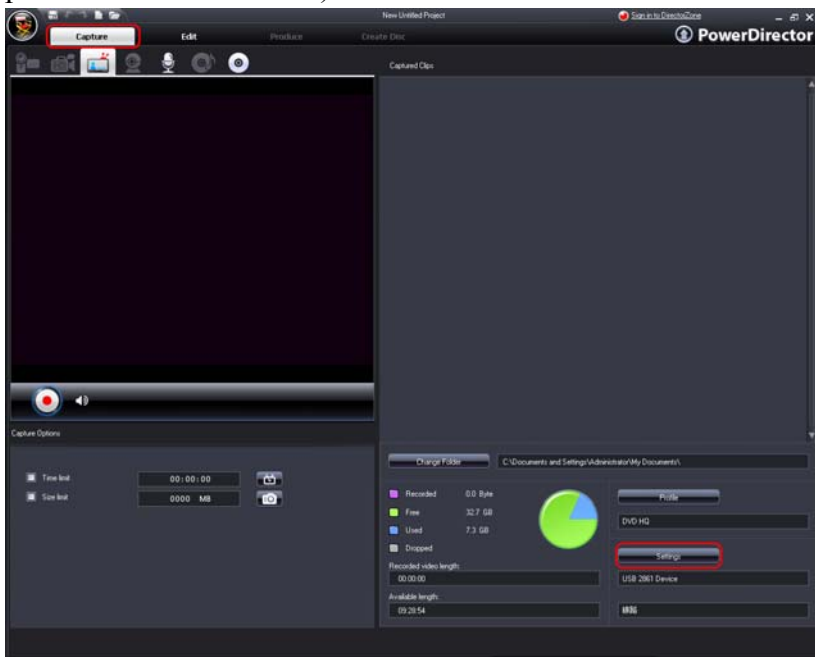 New Untitled Project
Sign in to DirectorZone
Capture Edit Produce Create Disc
PowerDirector
Captured Clips
Capture Options
Time limit 00:00:00
Size limit 0000 MB
Change Folder C:\Documents and Settings\Administrator\My Documents\
Recorded 0.0 Byte
Free 32.7 GB
Used 7.3 GB
Dropped
Recorded video length:
00:00:00
Available length:
09:28:54
Profile
DVD HQ
Settings
USB 2861 Device